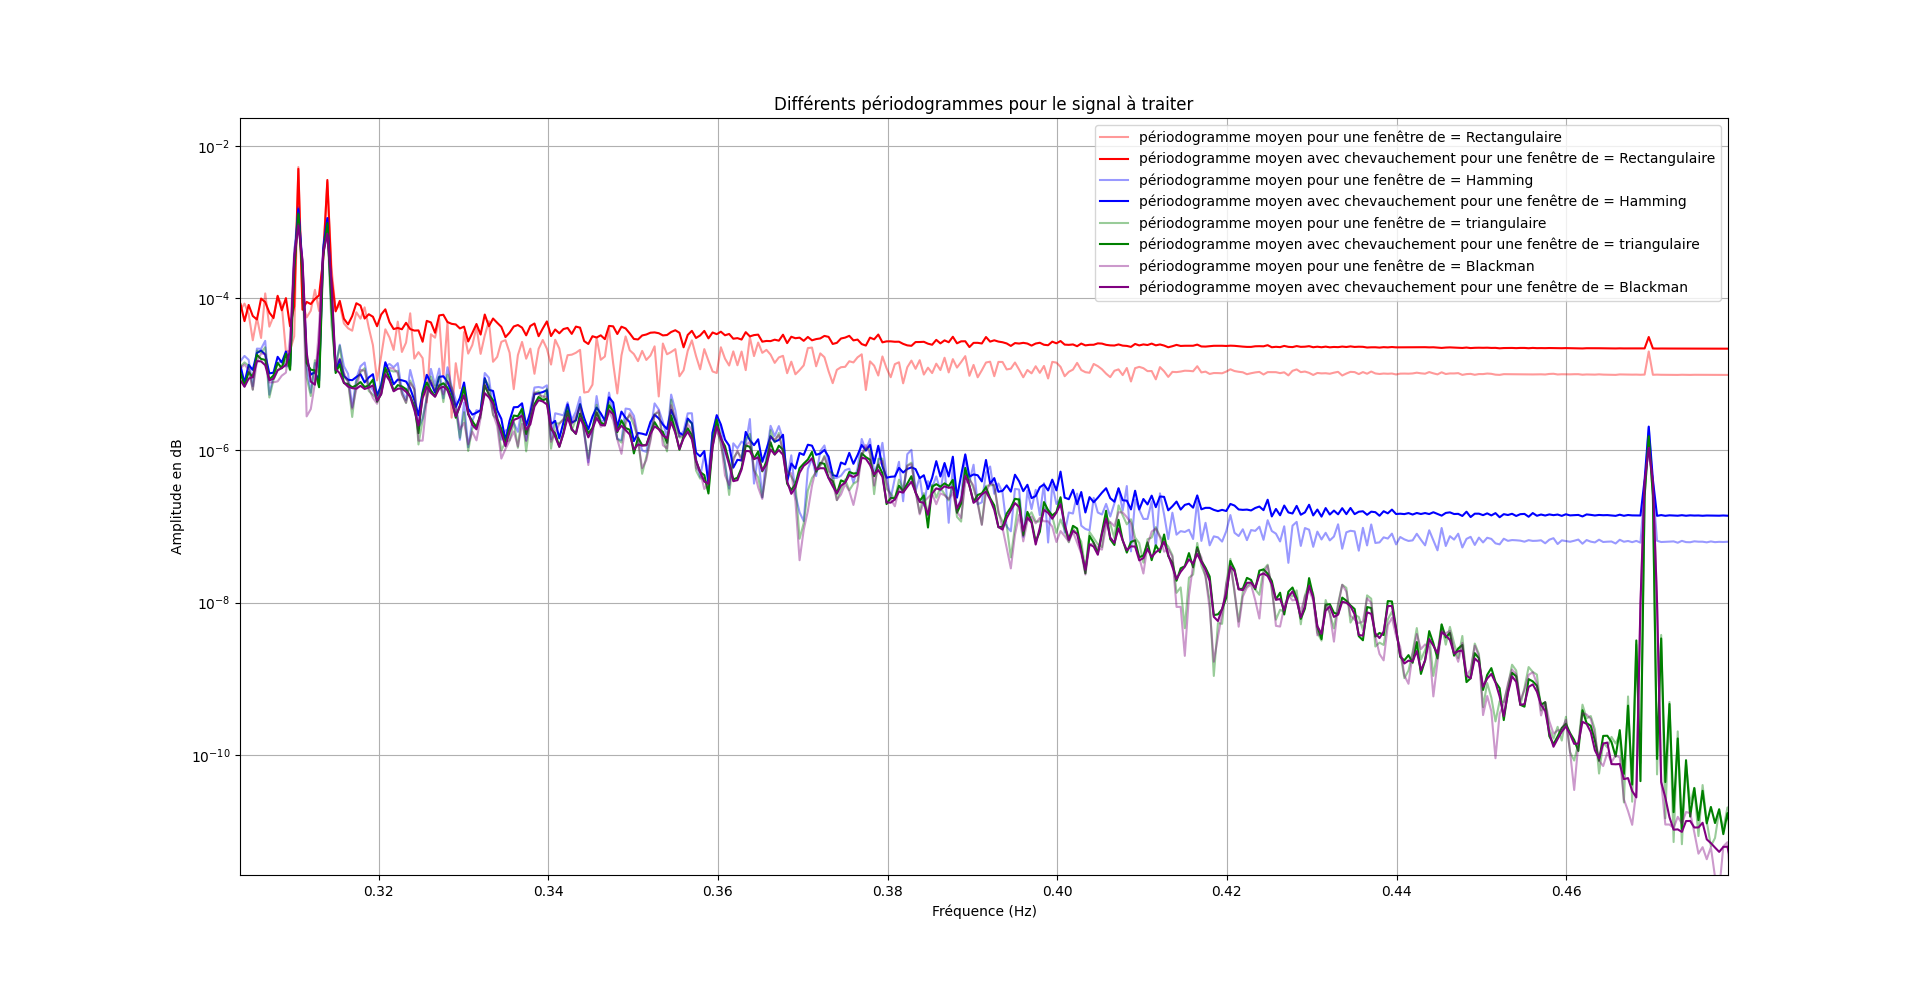 Différents périodogrammes pour le signal à traiter
périodogramme moyen pour une fenêtre de = Rectangulaire
périodogramme moyen avec chevauchement pour une fenêtre de = Rectangulaire
périodogramme moyen pour une fenêtre de = Hamming
périodogramme moyen avec chevauchement pour une fenêtre de = Hamming
périodogramme moyen pour une fenêtre de = triangulaire
périodogramme moyen avec chevauchement pour une fenêtre de = triangulaire
périodogramme moyen pour une fenêtre de = Blackman
périodogramme moyen avec chevauchement pour une fenêtre de = Blackman
Amplitude en dB
10⁻²
10⁻⁴
10⁻⁶
10⁻⁸
10⁻¹⁰
0.32 0.34 0.36 0.38 0.40 0.42 0.44 0.46
Fréquence (Hz)